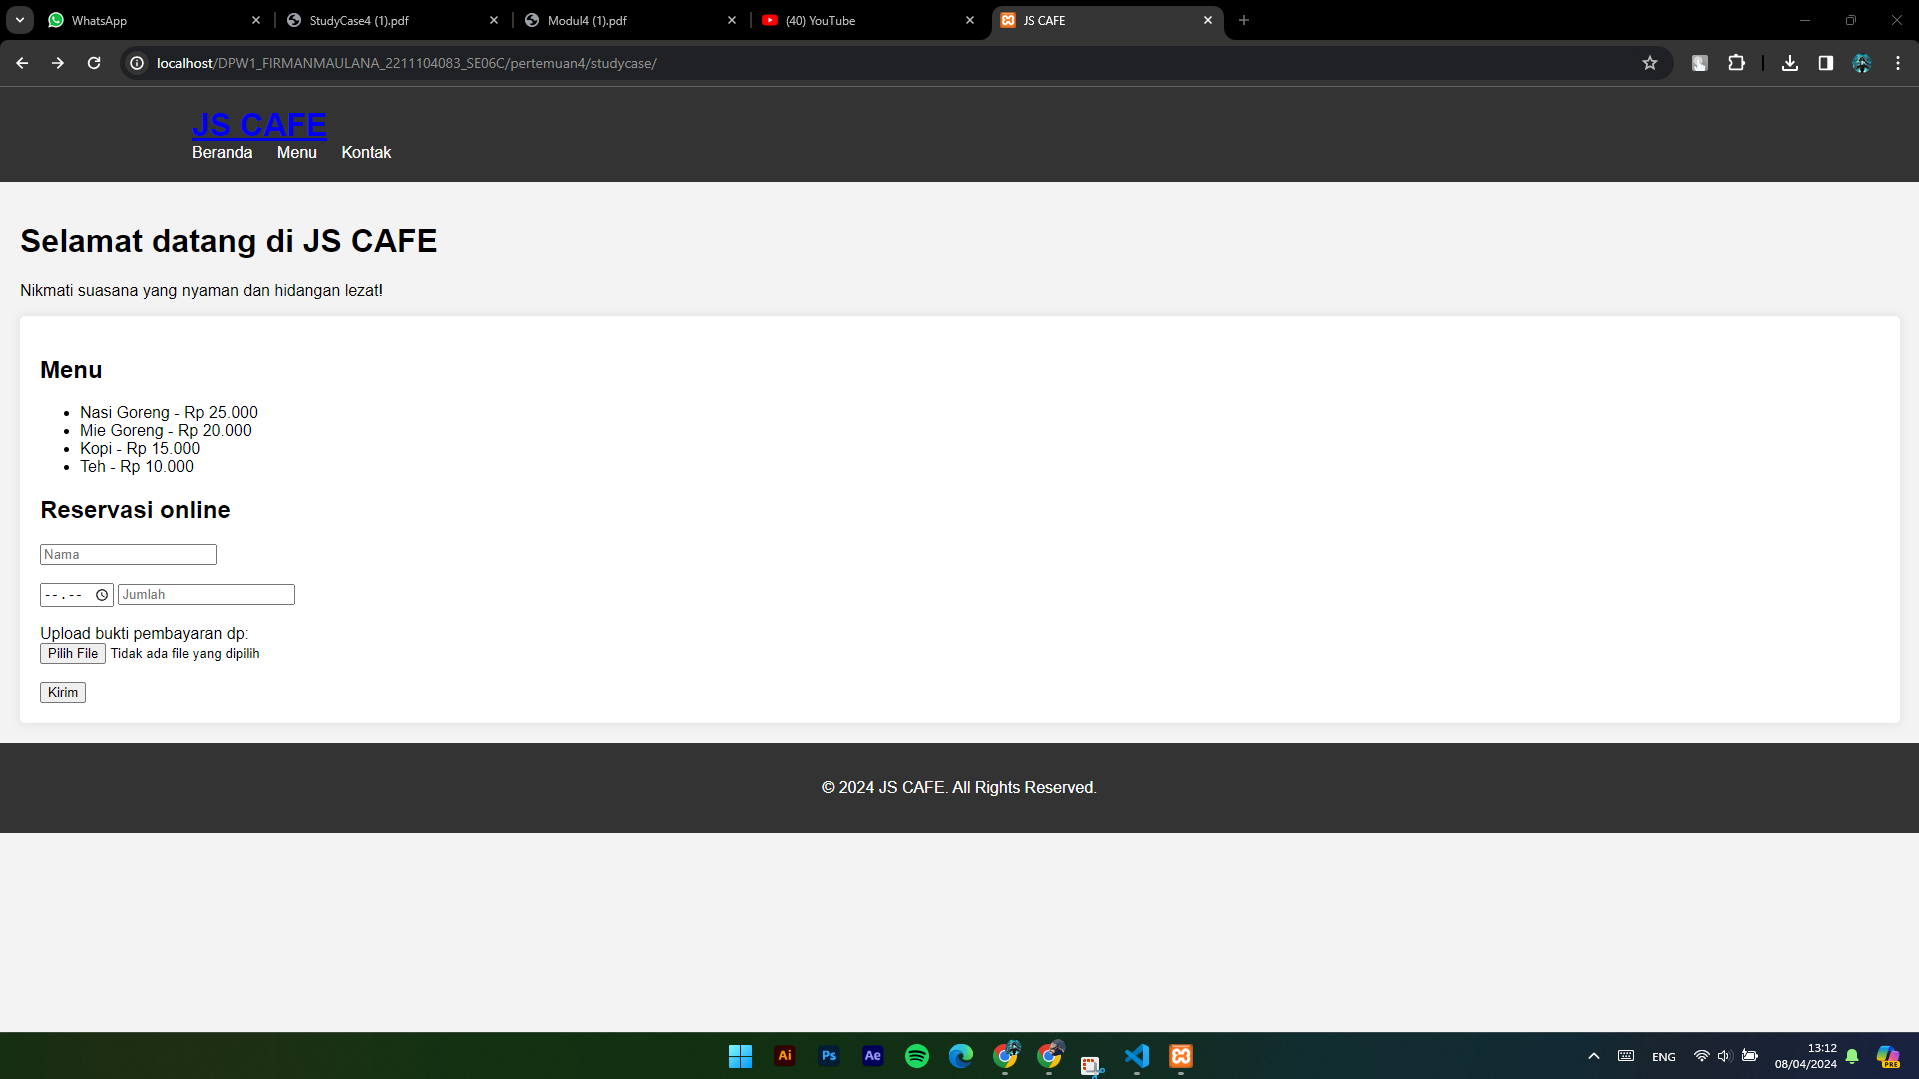 WhatsApp
StudyCase4 (1).pdf
Modul4 (1).pdf
(40) YouTube
JS CAFE
localhost/DPW1_FIRMANMAULANA_2211104083_SE06C/pertemuan4/studycase/
JS CAFE
Beranda Menu Kontak
Selamat datang di JS CAFE
Nikmati suasana yang nyaman dan hidangan lezat!
Menu
Nasi Goreng - Rp 25.000
Mie Goreng - Rp 20.000
Kopi - Rp 15.000
Teh - Rp 10.000
Reservasi online
Nama
--.-- Jumlah
Upload bukti pembayaran dp:
Pilih File Tidak ada file yang dipilih
Kirim
© 2024 JS CAFE. All Rights Reserved.
Ai Ps Ae
ENG
13:12
08/04/2024
PRE